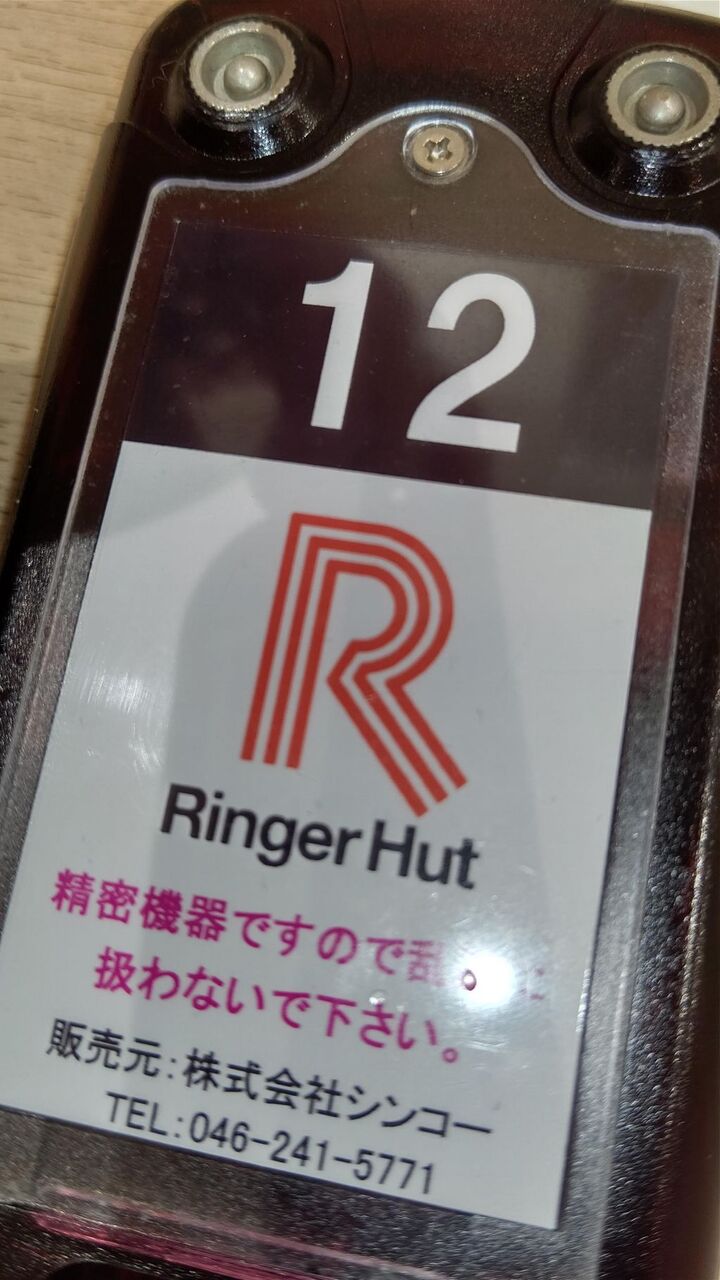 12
R
Ringer Hut
精密機器ですので乱
扱わないで下さい。
販売元:株式会社シンコー
TEL:046-241-5771